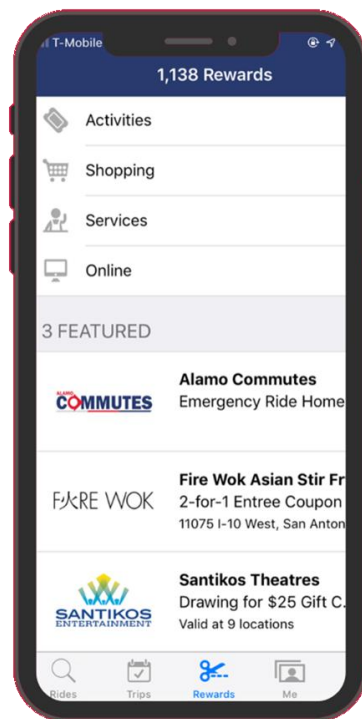 T-Mobile
1,138 Rewards
Activities
Shopping
Services
Online
3 FEATURED
ALAMO
COMMUTES
Alamo Commutes
Emergency Ride Home
FIRE WOK
Fire Wok Asian Stir Fr
2-for-1 Entree Coupon
11075 I-10 West, San Anton
SANTIKOS
ENTERTAINMENT
Santikos Theatres
Drawing for $25 Gift C.
Valid at 9 locations
Rides
Trips
Rewards
Me